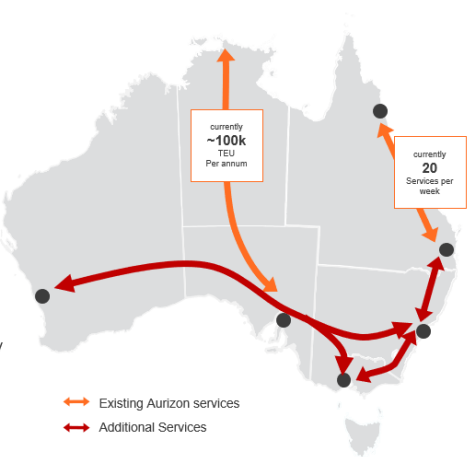 currently
~100k
TEU
Per annum
currently
20
Services per
week
Existing Aurizon services
Additional Services